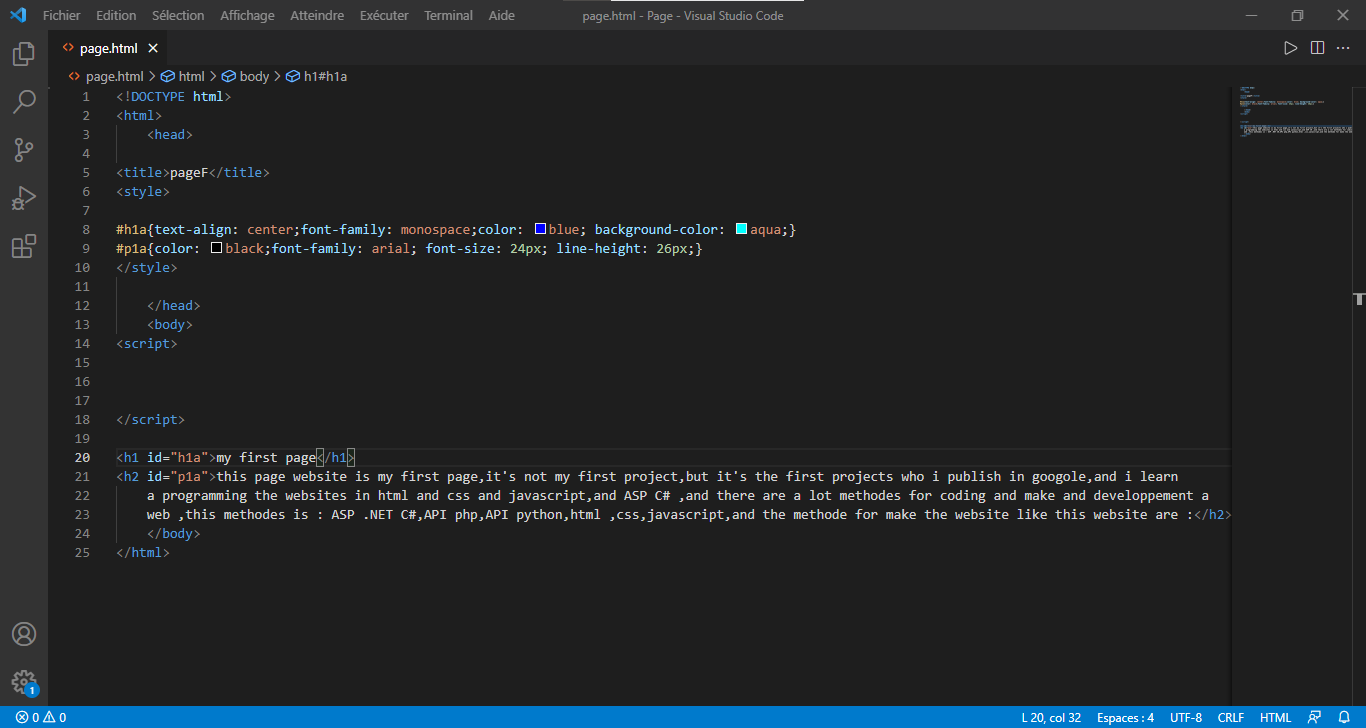 Fichier Edition Sélection Affichage Atteindre Exécuter Terminal Aide page.html - Page - Visual Studio Code
page.html
page.html > html > body > h1#h1a
1 <!DOCTYPE html>
2 <html>
3 <head>
4
5 <title>pageF</title>
6 <style>
7
8 #h1a{text-align: center;font-family: monospace;color: blue; background-color: aqua;}
9 #p1a{color: black;font-family: arial; font-size: 24px; line-height: 26px;}
10 </style>
11
12 </head>
13 <body>
14 <script>
15
16
17
18 </script>
19
20 <h1 id="h1a">my first page</h1>
21 <h2 id="p1a">this page website is my first page,it's not my first project,but it's the first projects who i publish in googole,and i learn
22 a programming the websites in html and css and javascript,and ASP C# ,and there are a lot methodes for coding and make and developpement a
23 web ,this methodes is : ASP .NET C#,API php,API python,html ,css,javascript,and the methode for make the website like this website are :</h2>
24 </body>
25 </html>
1
0 0 L 20, col 32 Espaces : 4 UTF-8 CRLF HTML